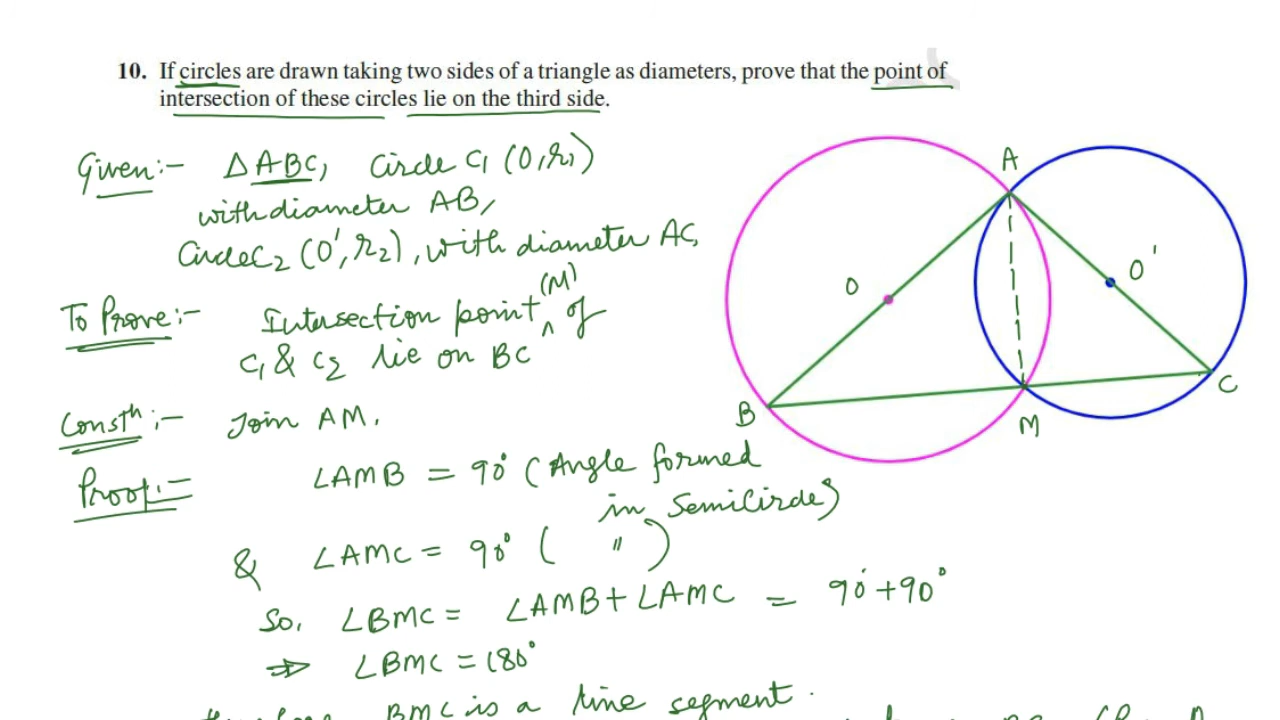 10. If circles are drawn taking two sides of a triangle as diameters, prove that the point of
intersection of these circles lie on the third side.
Given:- △ABC, Circle C₁ (O, r₁)
with diameter AB,
Circle C₂ (O', r₂), with diameter AC,
To Prove:- Intersection point (M) of
C₁ & C₂ lie on BC
Constⁿ:- Join AM.
Proof:- ∠AMB = 90° (Angle formed
in Semicircle)
& ∠AMC = 90° ( " )
So, ∠BMC = ∠AMB + ∠AMC = 90° + 90°
⇒ ∠BMC = 180°
BMC is a line segment.
A
O
O'
B
M
C